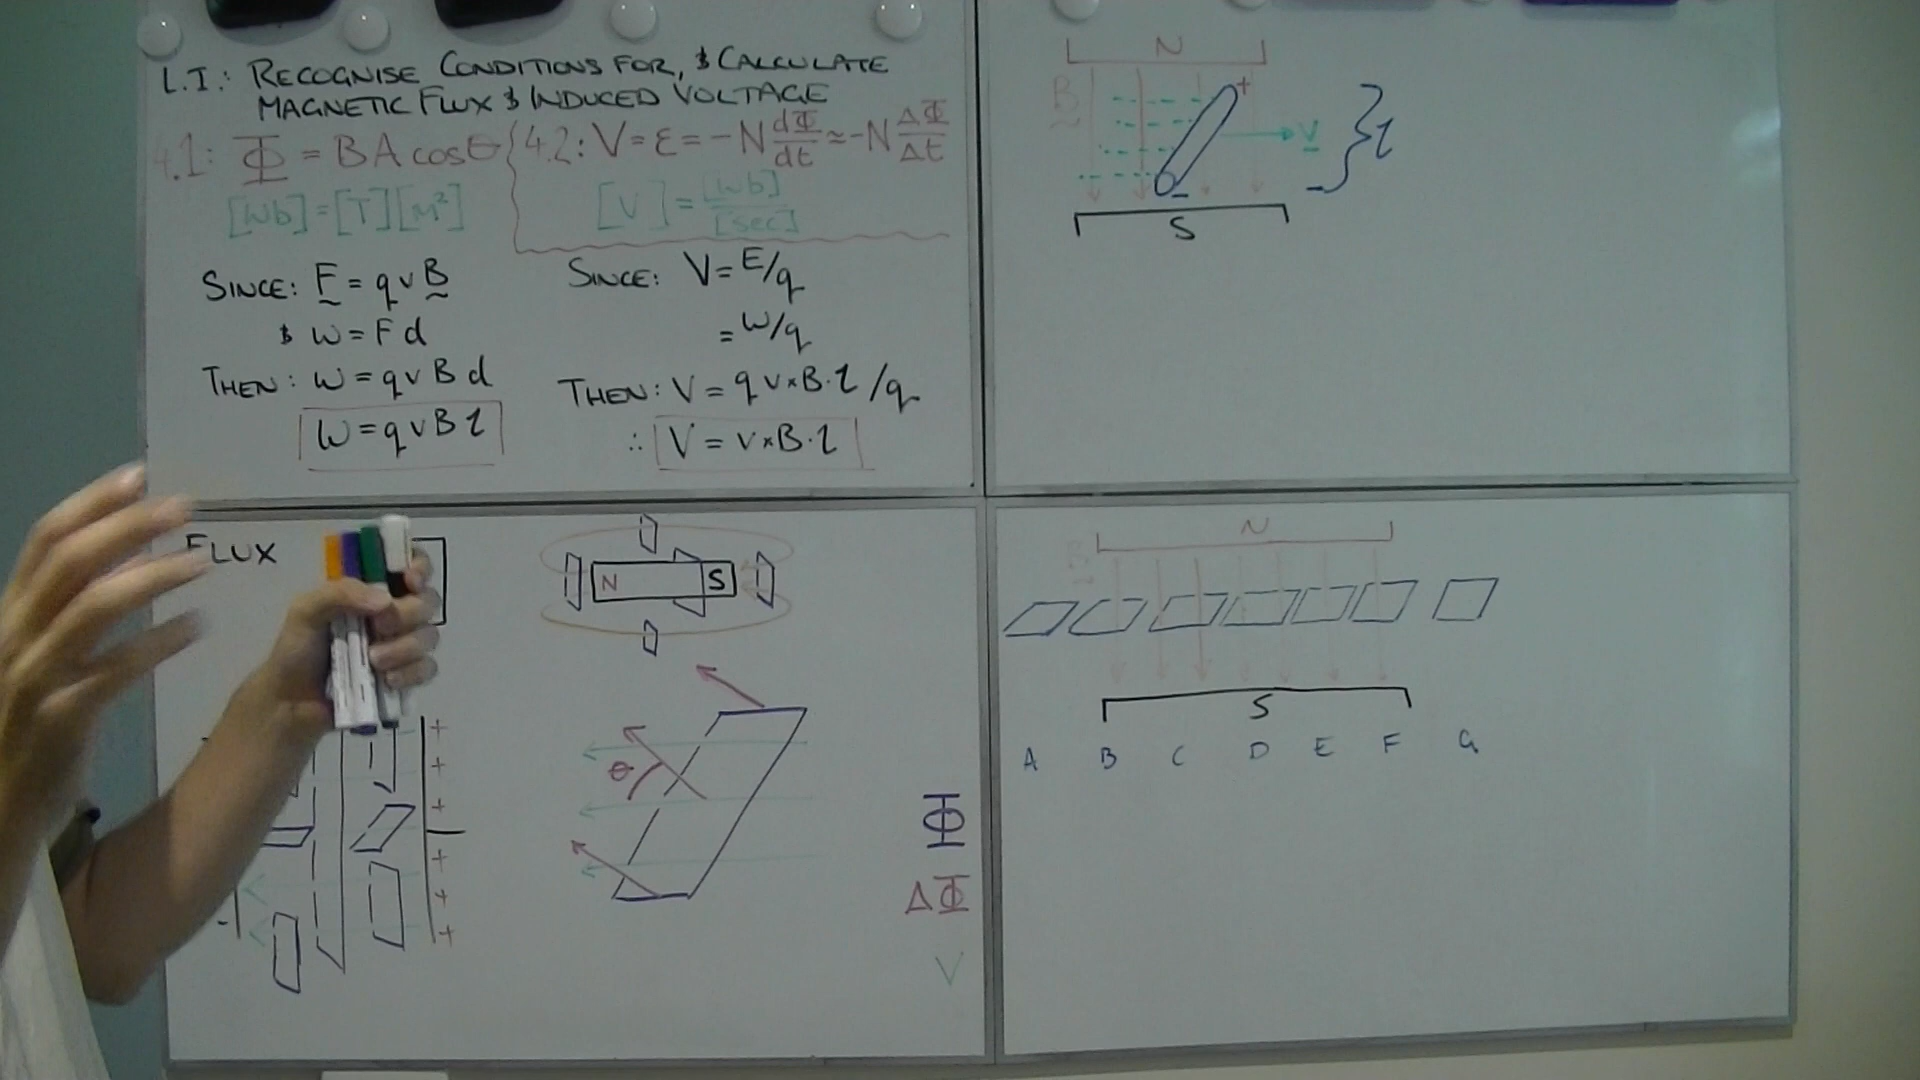 L.I.: RECOGNISE CONDITIONS FOR, & CALCULATE
MAGNETIC FLUX & INDUCED VOLTAGE
4.1: Φ = BA cosθ
[Wb] = [T][M²]
4.2: V = ε = -N dΦ/dt ≈ -N ΔΦ/Δt
[V] = [Wb]/[sec]
SINCE: F = qvB
& W = Fd
THEN: W = qvBd
W = qvBl
SINCE: V = E/q
= W/q
THEN: V = qv×B·l/q
∴ V = v×B·l
N
B
+
v
l
-
-
S
FLUX
N S
+
+
+
+
+
+
-
θ
Φ
ΔΦ
V
N
B
S
A B C D E F G